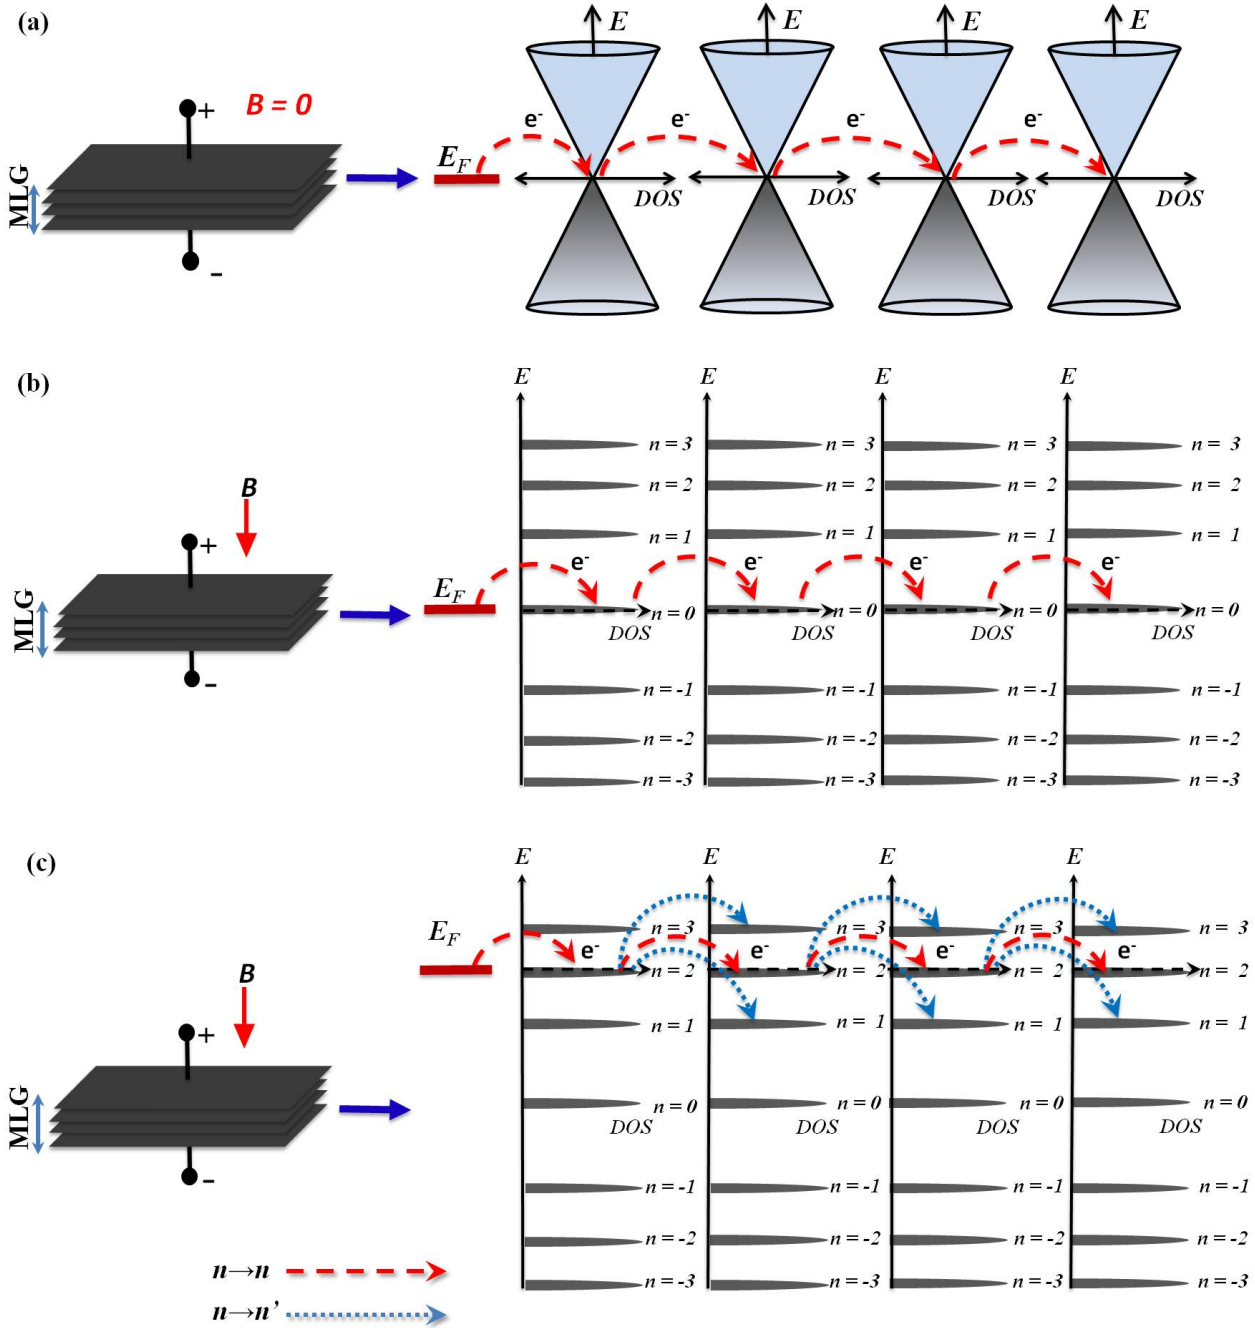 (a)
E E E E
+ B = 0
e- e- e- e-
E_F
MLG
DOS DOS DOS DOS
-
(b)
E E E E
n = 3 n = 3 n = 3 n = 3
B
n = 2 n = 2 n = 2 n = 2
+
n = 1 n = 1 n = 1 n = 1
e- e- e- e-
E_F
MLG
n=0 n=0 n=0 n=0
DOS DOS DOS DOS
-
n = -1 n = -1 n = -1 n = -1
n = -2 n = -2 n = -2 n = -2
n = -3 n = -3 n = -3 n = -3
(c)
E E E E
n = 3 n = 3 n = 3 n = 3
E_F
e- e- e- e-
B
n = 2 n = 2 n = 2 n = 2
+
n = 1 n = 1 n = 1 n = 1
MLG
n=0 n=0 n=0 n=0
DOS DOS DOS DOS
-
n = -1 n = -1 n = -1 n = -1
n = -2 n = -2 n = -2 n = -2
n→n
n = -3 n = -3 n = -3 n = -3
n→n’